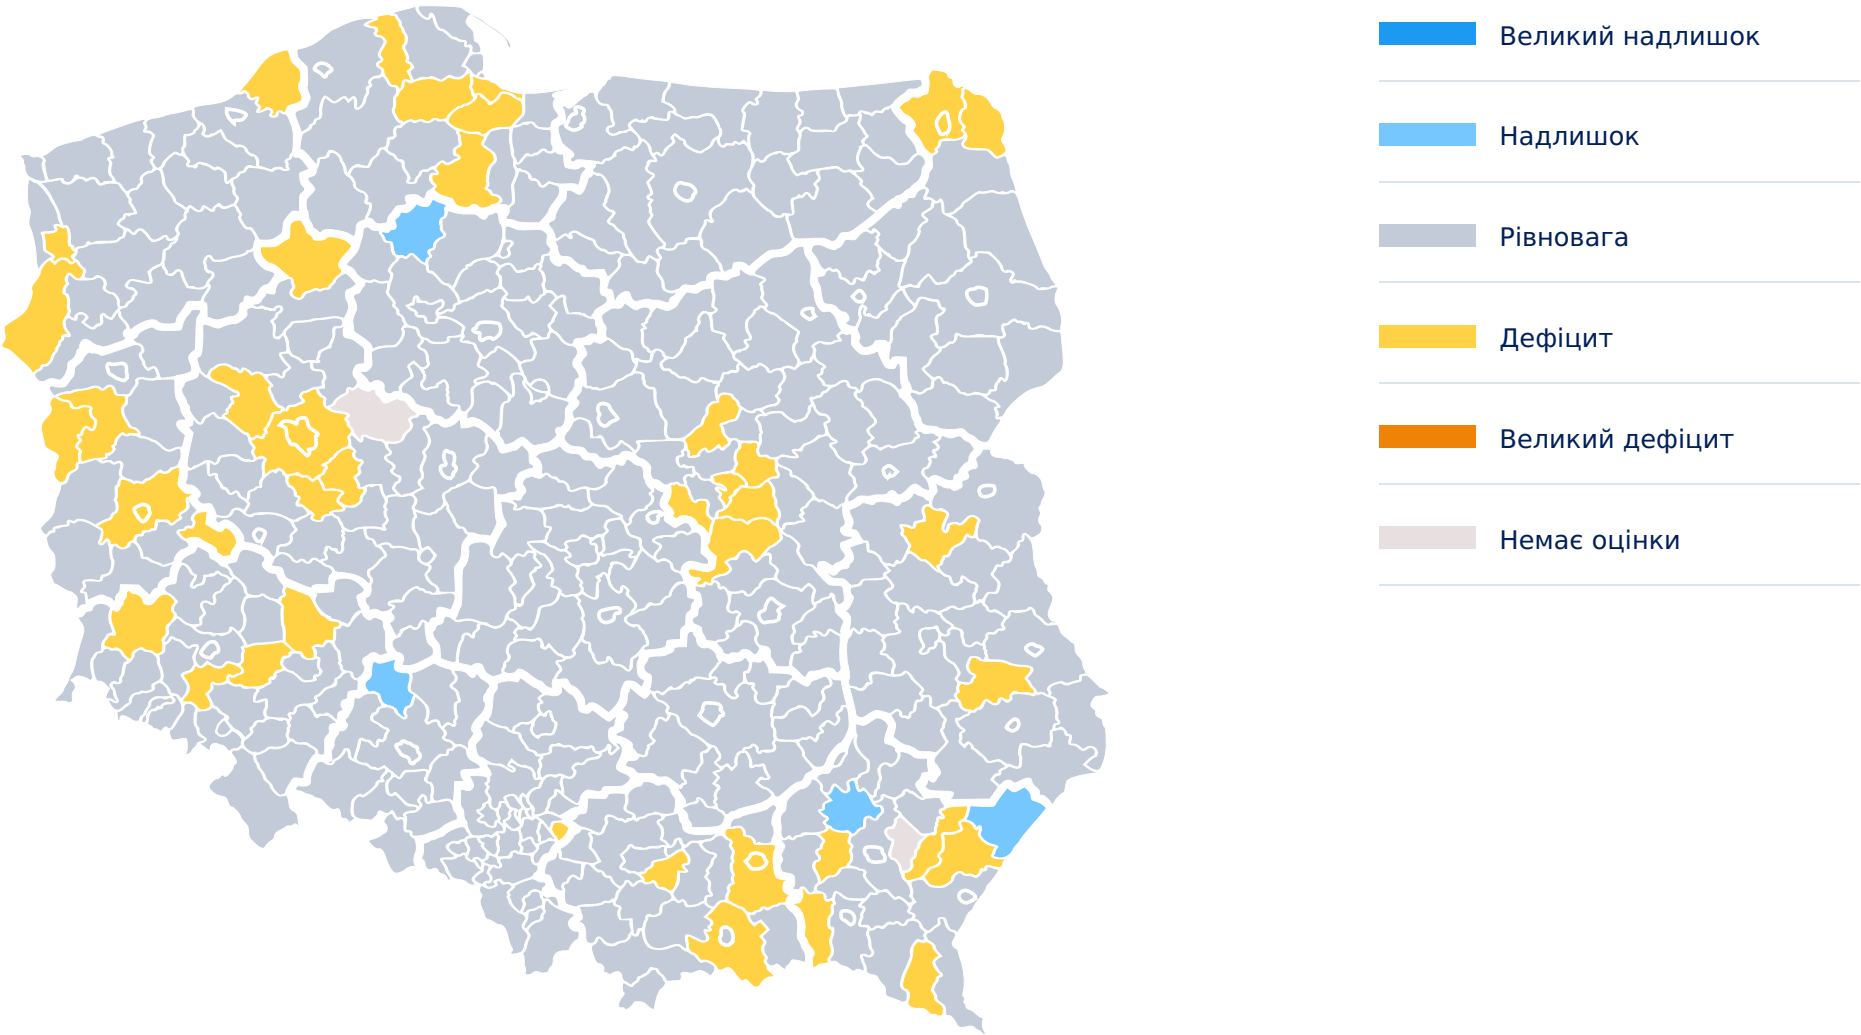 Великий надлишок
Надлишок
Рівновага
Дефіцит
Великий дефіцит
Немає оцінки